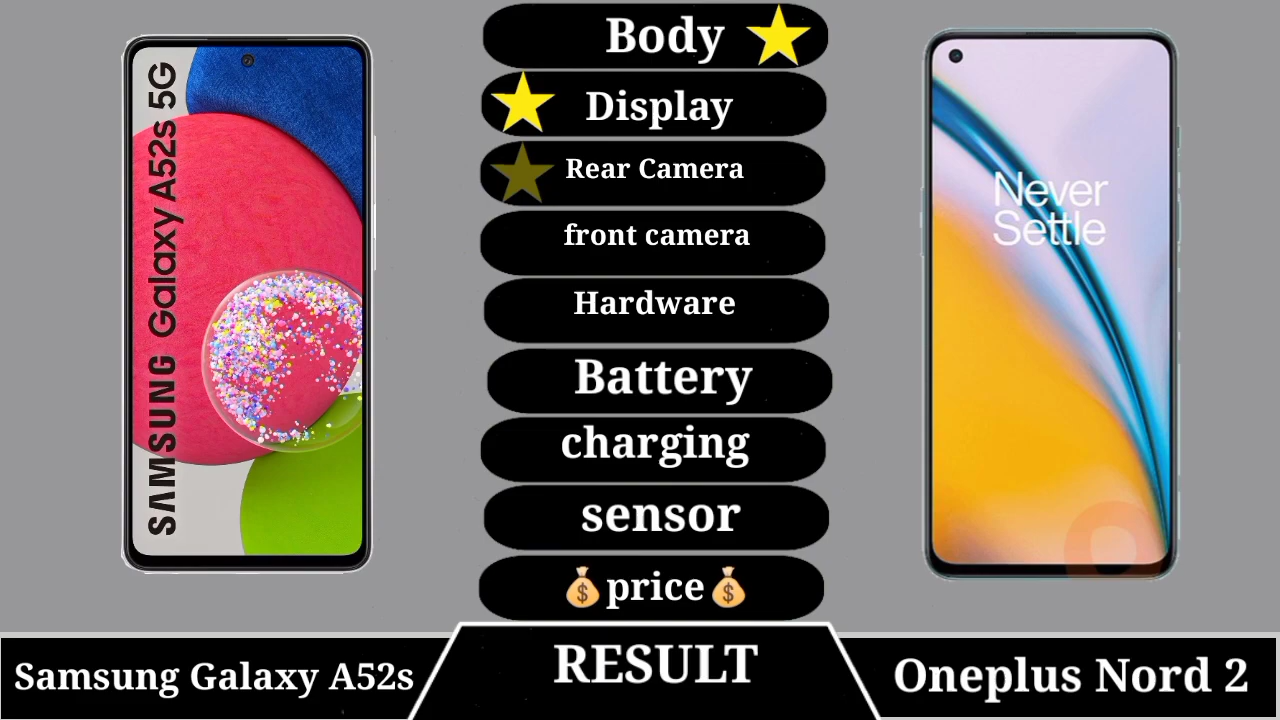 Body
Display
Rear Camera
front camera
Hardware
Battery
charging
sensor
💰price💰
SAMSUNG Galaxy A52s 5G
Never
Settle
Samsung Galaxy A52s
RESULT
Oneplus Nord 2